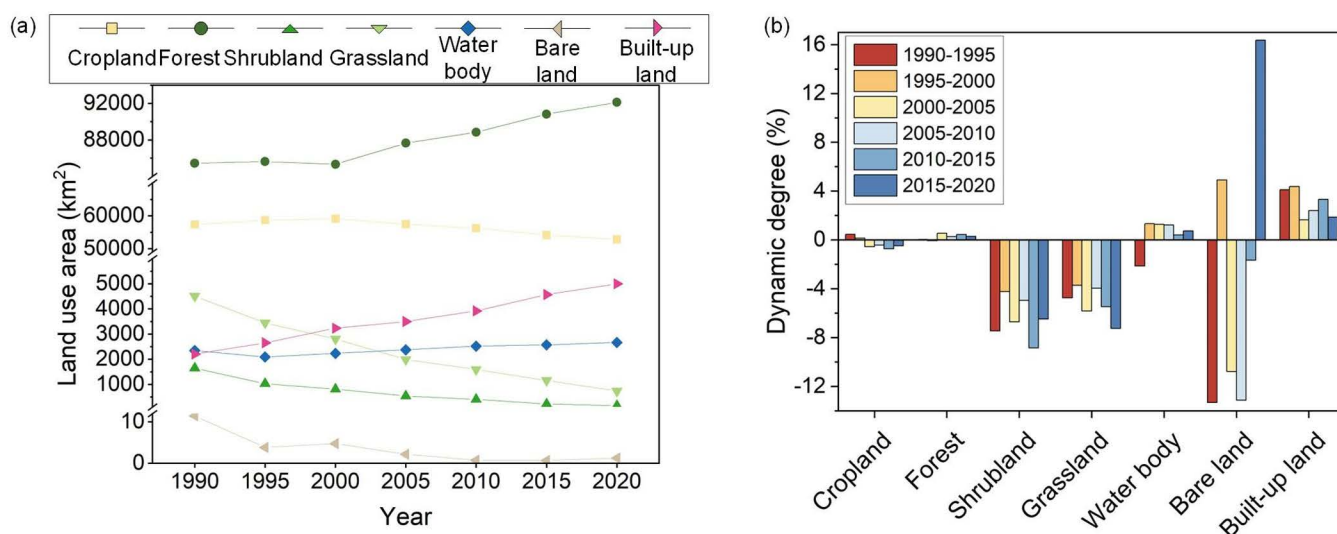 (a)
Cropland Forest Shrubland Grassland Water body Bare land Built-up land
Land use area (km²)
92000
88000
60000
50000
5000
4000
3000
2000
1000
10
0
1990 1995 2000 2005 2010 2015 2020
Year
(b)
Dynamic degree (%)
16
12
8
4
0
-4
-8
-12
1990-1995
1995-2000
2000-2005
2005-2010
2010-2015
2015-2020
Cropland
Forest
Shrubland
Grassland
Water body
Bare land
Built-up land